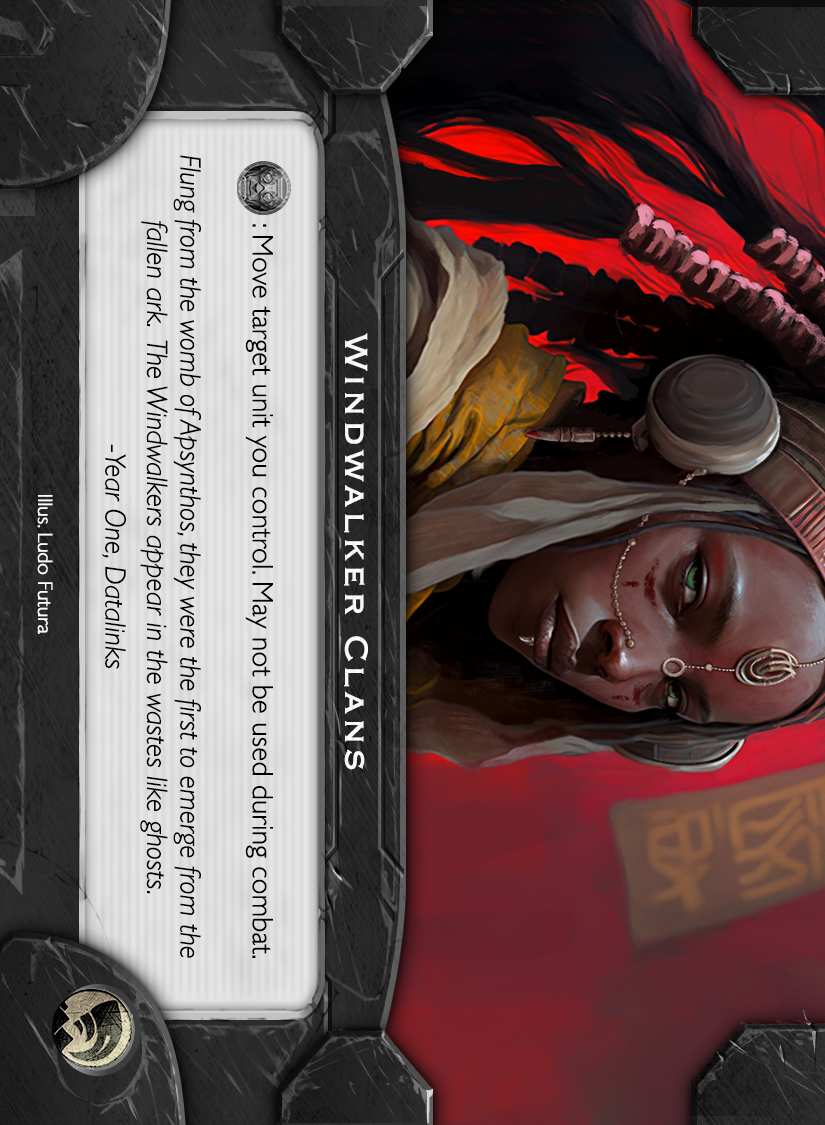 WINDWALKER CLANS
: Move target unit you control. May not be used during combat.
Flung from the womb of Apsynthos, they were the first to emerge from the
fallen ark. The Windwalkers appear in the wastes like ghosts.
-Year One, Datalinks
Illus. Ludo Futura